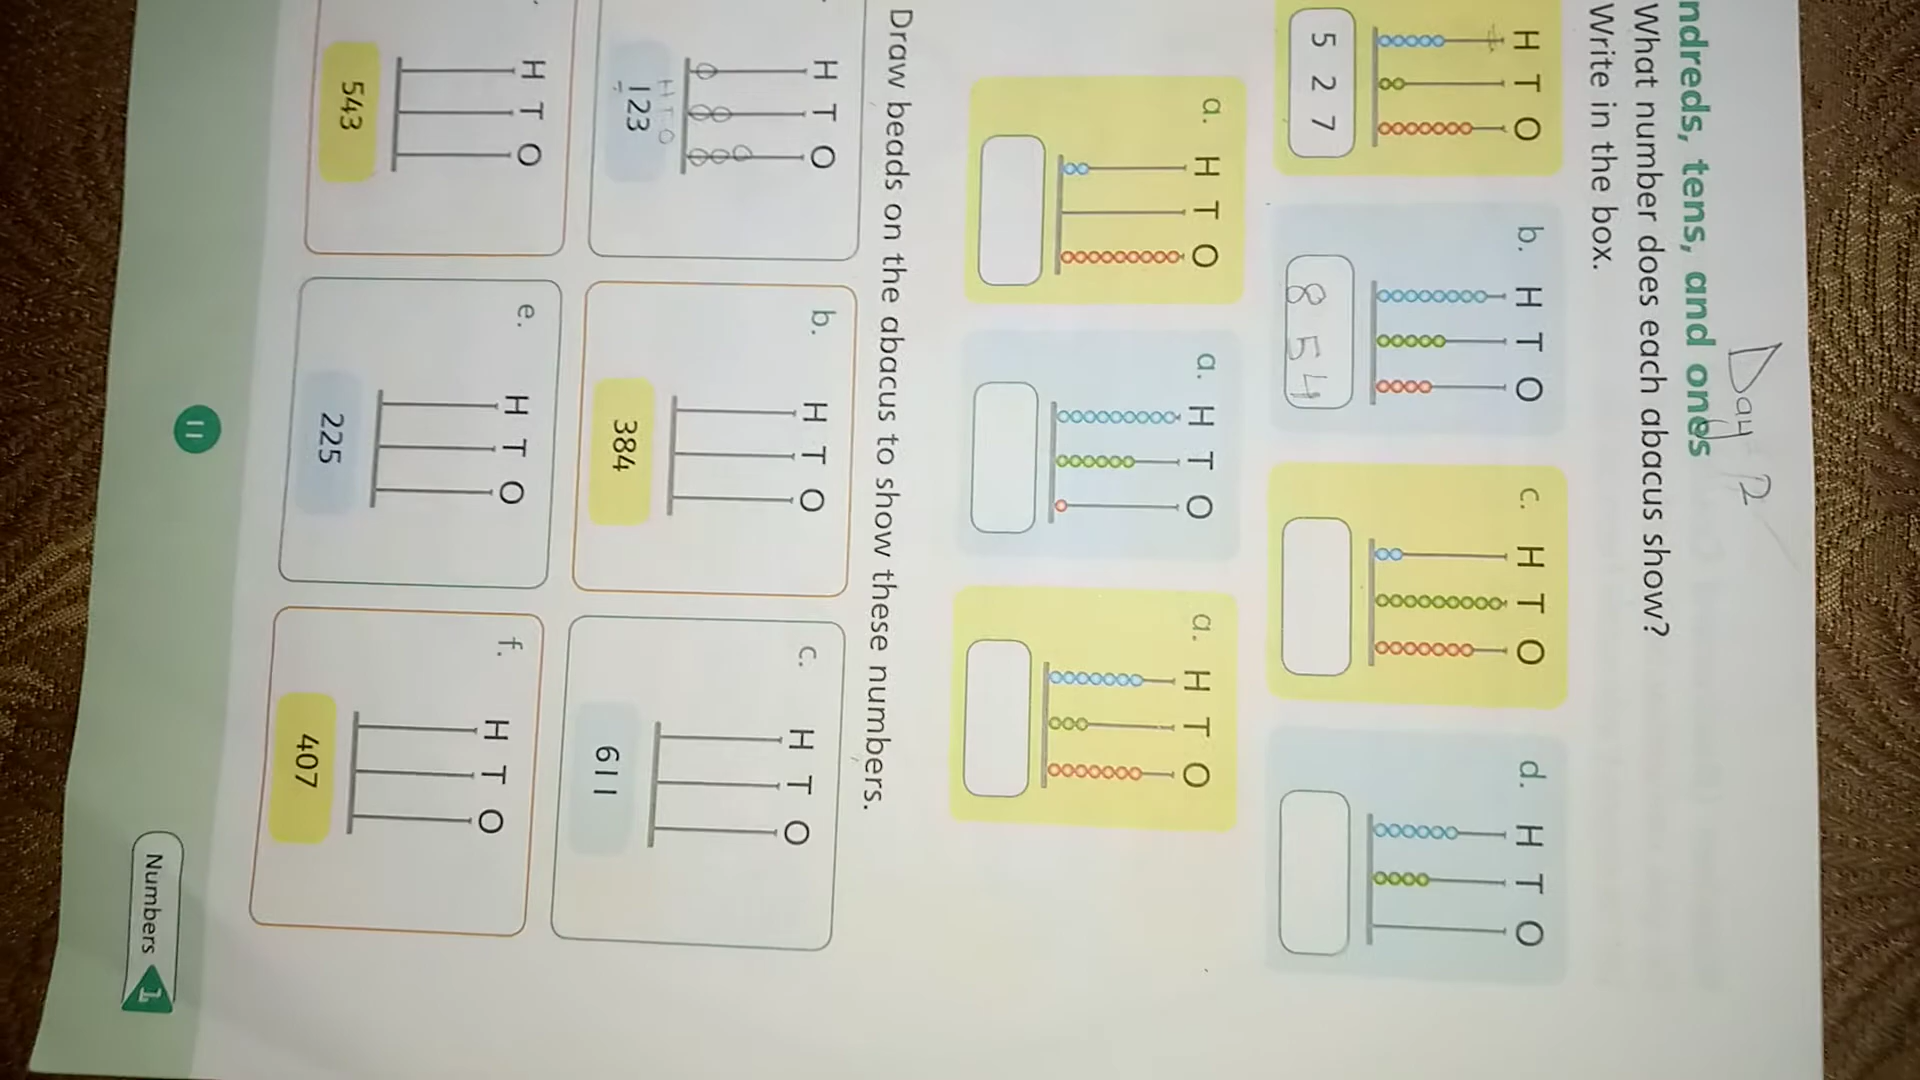 Day 2
ndreds, tens, and ones
What number does each abacus show?
Write in the box.
H T O
5 2 7
b. H T O
8 5 4
c. H T O
d. H T O
a. H T O
a. H T O
a. H T O
Draw beads on the abacus to show these numbers.
H T O
H T O
123
b. H T O
384
c. H T O
611
H T O
543
e. H T O
225
f. H T O
407
11
Numbers 1